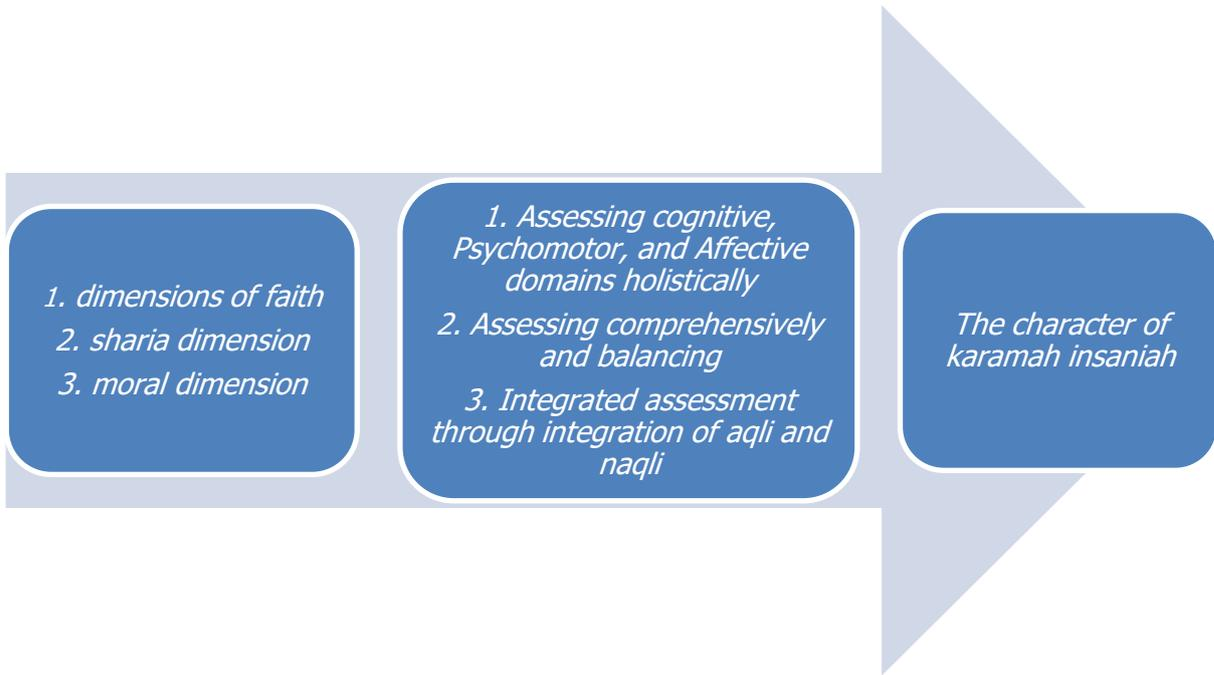 1. dimensions of faith
2. sharia dimension
3. moral dimension
1. Assessing cognitive,
Psychomotor, and Affective
domains holistically
2. Assessing comprehensively
and balancing
3. Integrated assessment
through integration of aqli and
naqli
The character of
karamah insaniah